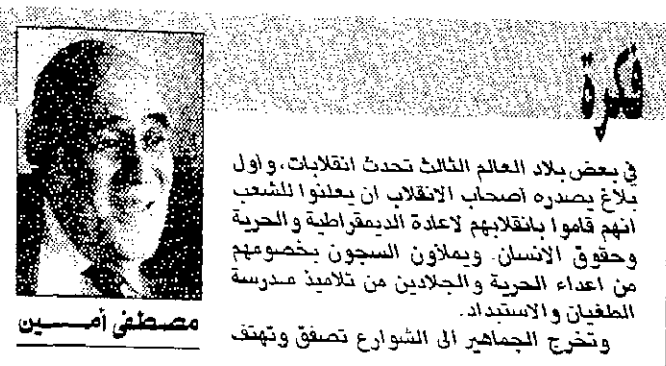 فكرة
في بعض بلاد العالم الثالث تحدث انقلابات، واول
بلاغ يصدره أصحاب الانقلاب ان يعلنوا للشعب
انهم قاموا بانقلابهم لاعادة الديمقراطية والحرية
وحقوق الانسان. ويملأون السجون بخصومهم
من اعداء الحرية والجلادين من تلاميذ مدرسة
الطغيان والاستبداد.
وتخرج الجماهير الى الشوارع تصفق وتهتف
مصطفى أمين